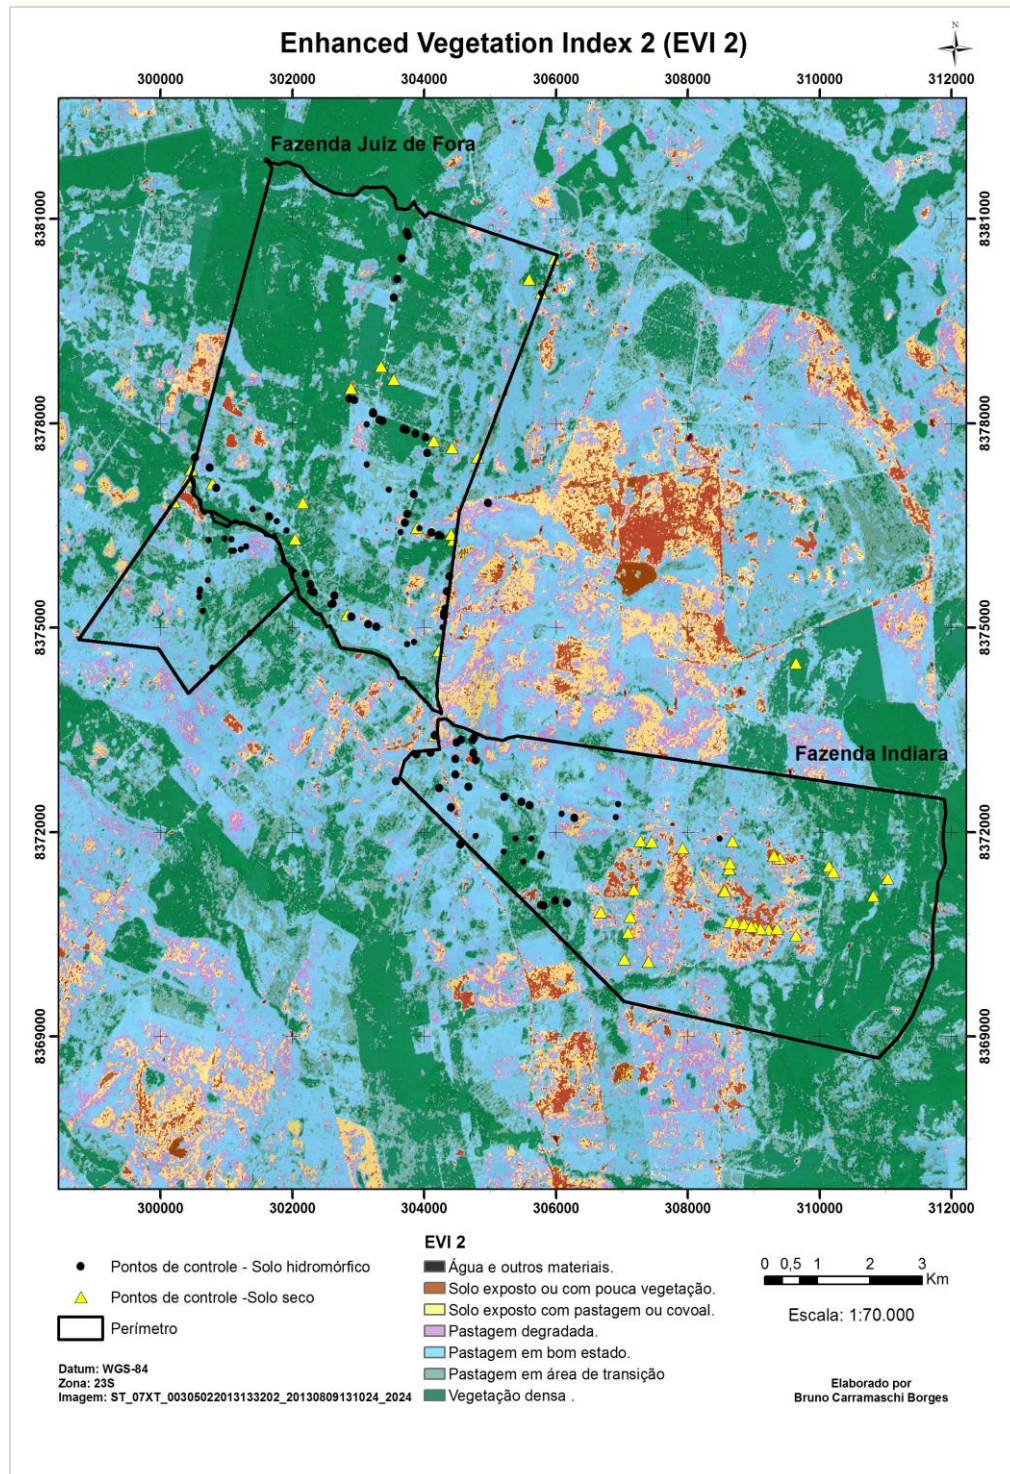 Enhanced Vegetation Index 2 (EVI 2)
N
300000 302000 304000 306000 308000 310000 312000
Fazenda Juiz de Fora
8381000 8381000
8378000 8378000
8375000 8375000
Fazenda Indiara
8372000 8372000
8369000 8369000
300000 302000 304000 306000 308000 310000 312000
Pontos de controle - Solo hidromórfico
Pontos de controle -Solo seco
Perímetro
Datum: WGS-84
Zona: 23S
Imagem: ST_07XT_00305022013133202_20130809131024_2024
EVI 2
Água e outros materiais.
Solo exposto ou com pouca vegetação.
Solo exposto com pastagem ou covoal.
Pastagem degradada.
Pastagem em bom estado.
Pastagem em área de transição
Vegetação densa .
0 0,5 1 2 3
Km
Escala: 1:70.000
Elaborado por
Bruno Carramaschi Borges